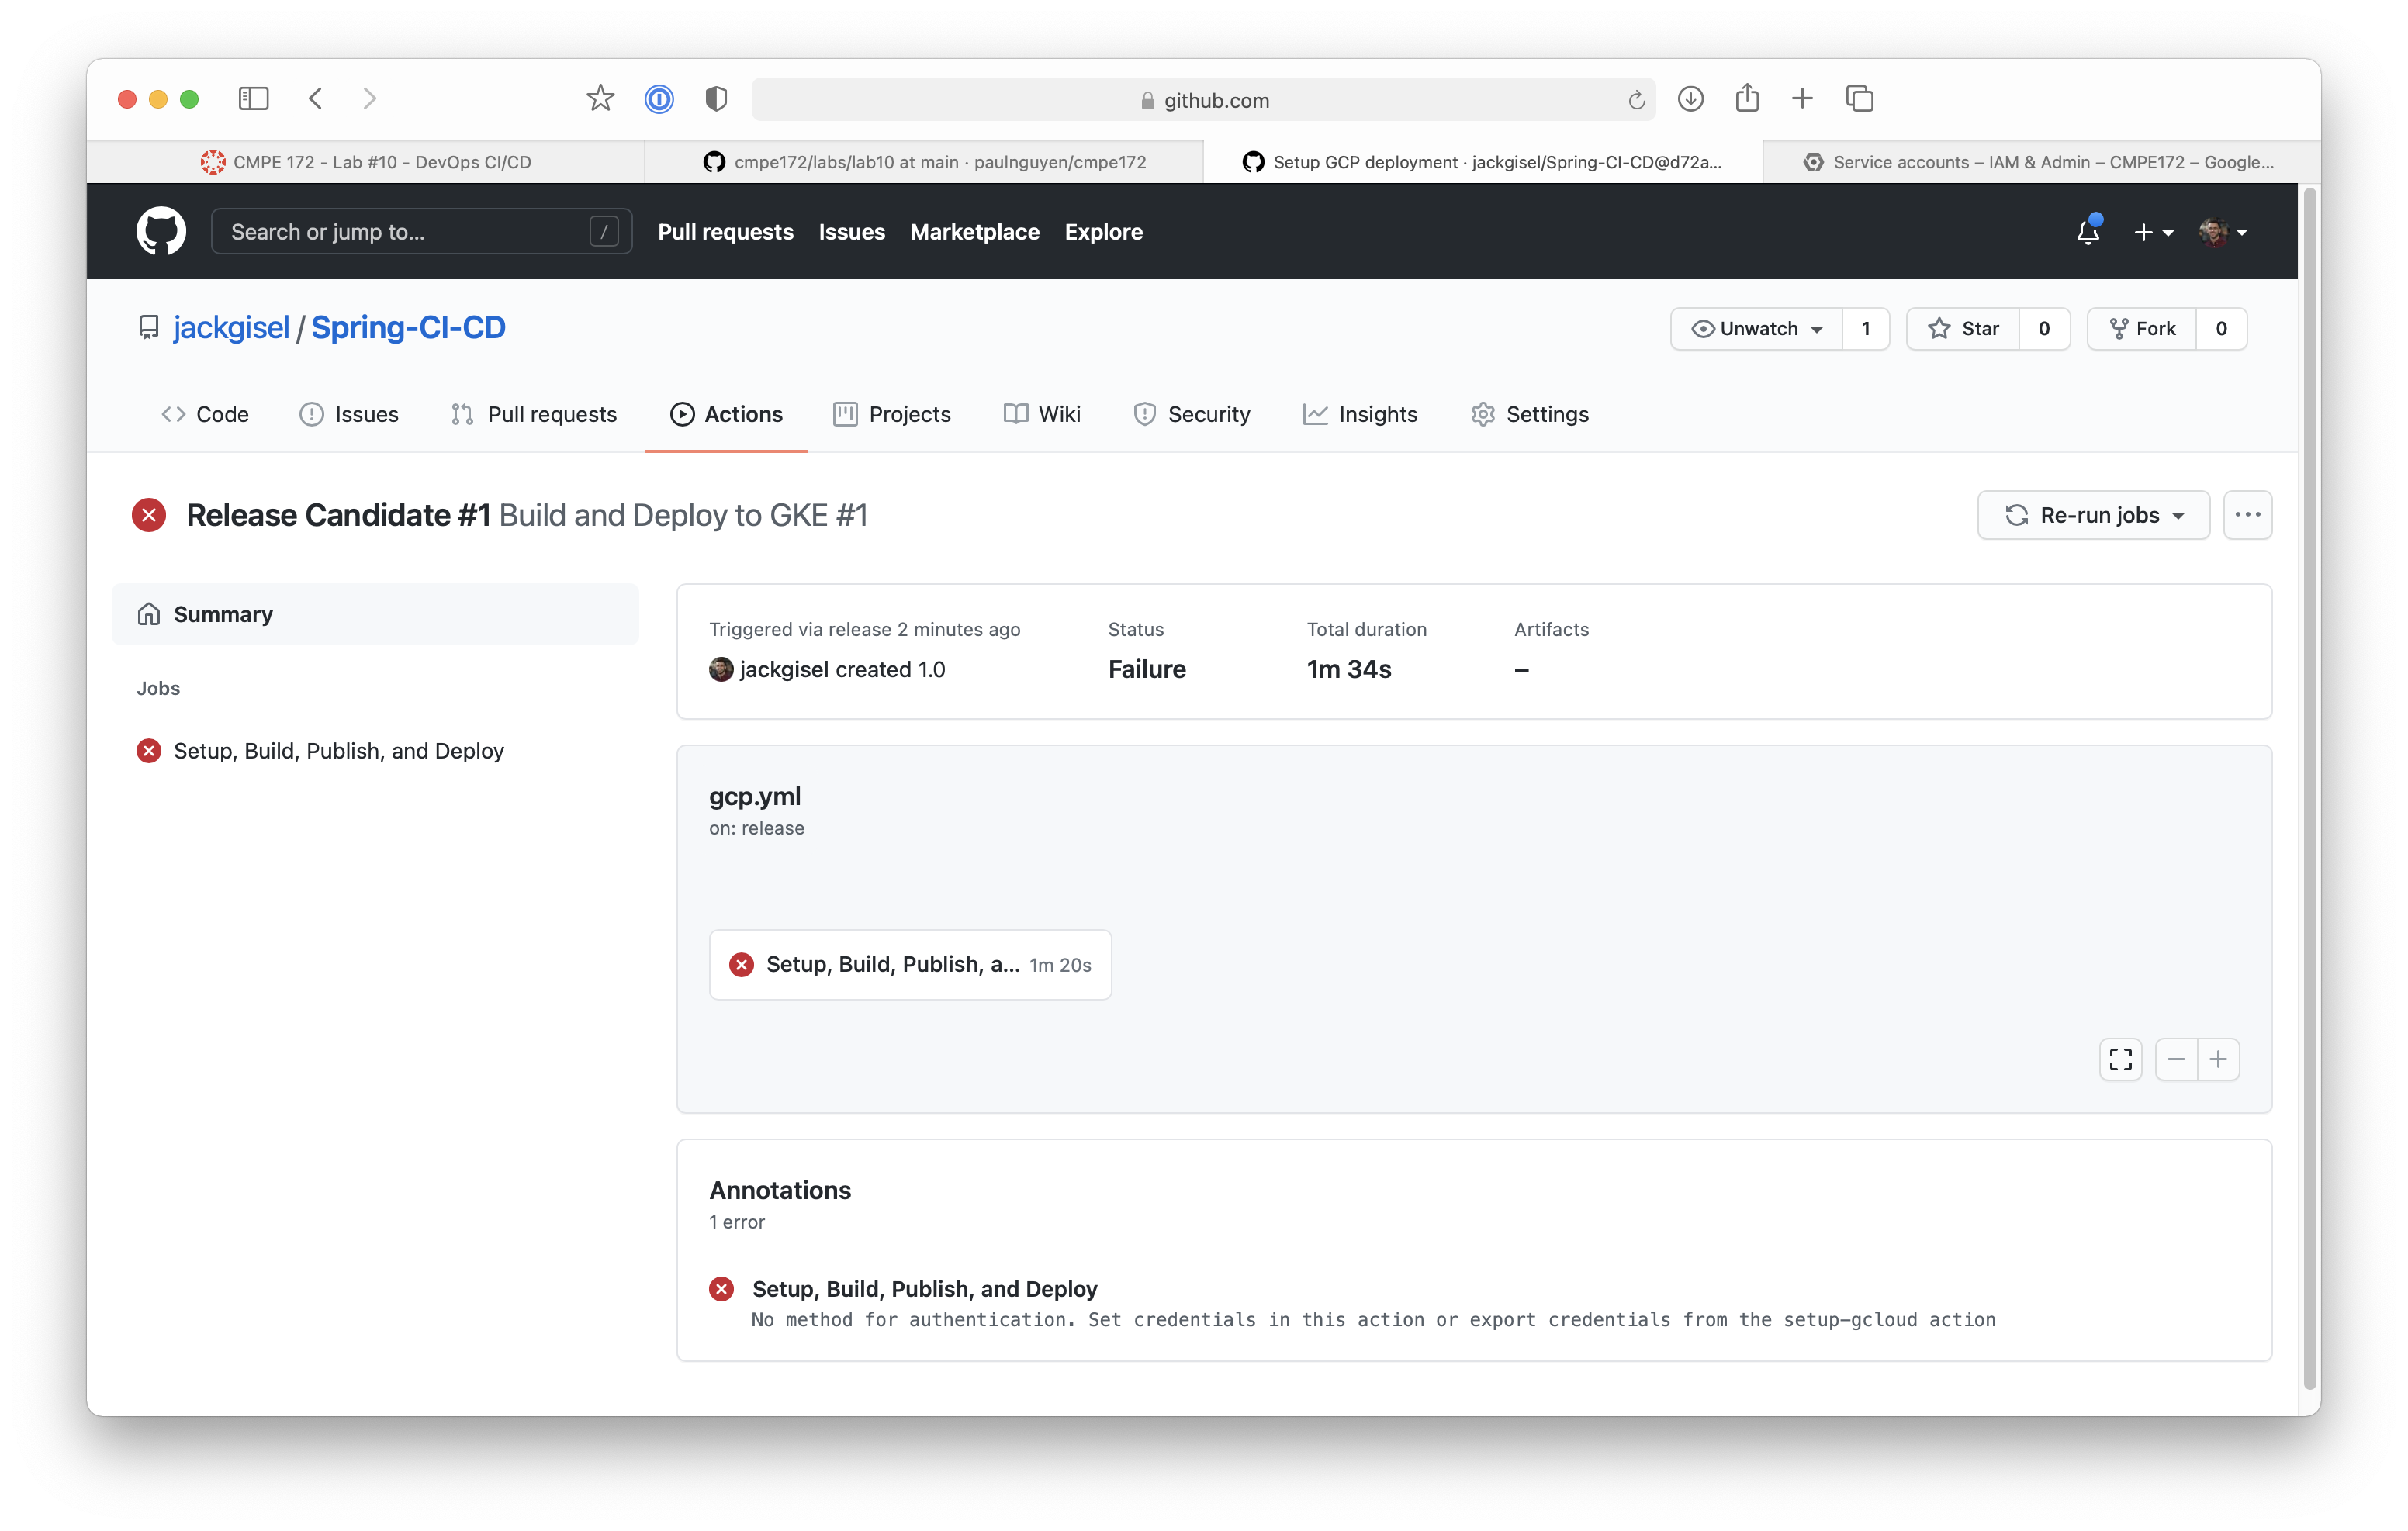 github.com
CMPE 172 - Lab #10 - DevOps CI/CD
cmpe172/labs/lab10 at main · paulnguyen/cmpe172
Setup GCP deployment · jackgisel/Spring-CI-CD@d72a...
Service accounts – IAM & Admin – CMPE172 – Google...
Search or jump to... /
Pull requests Issues Marketplace Explore
jackgisel / Spring-CI-CD
Unwatch 1
Star 0
Fork 0
Code Issues Pull requests Actions Projects Wiki Security Insights Settings
Release Candidate #1 Build and Deploy to GKE #1
Re-run jobs
Summary
Jobs
Setup, Build, Publish, and Deploy
Triggered via release 2 minutes ago
jackgisel created 1.0
Status
Failure
Total duration
1m 34s
Artifacts
–
gcp.yml
on: release
Setup, Build, Publish, a... 1m 20s
Annotations
1 error
Setup, Build, Publish, and Deploy
No method for authentication. Set credentials in this action or export credentials from the setup-gcloud action